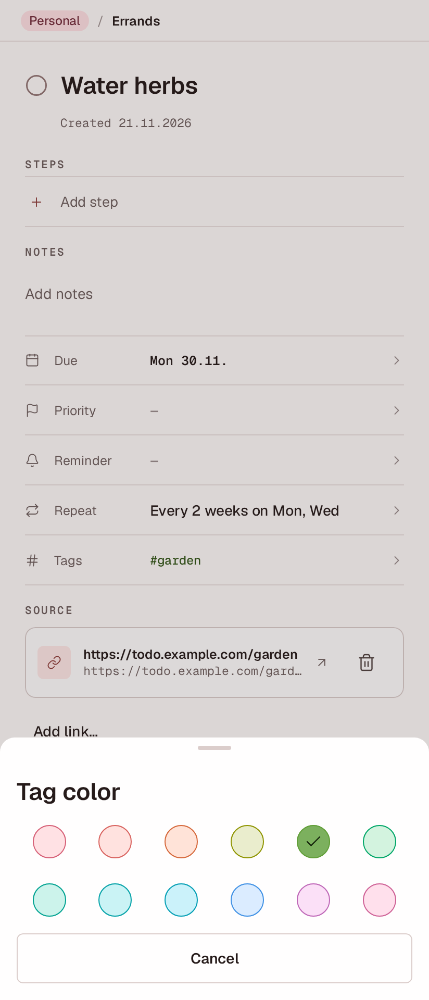 Personal / Errands
Water herbs
Created 21.11.2026
STEPS
+ Add step
NOTES
Add notes
Due Mon 30.11.
Priority –
Reminder –
Repeat Every 2 weeks on Mon, Wed
Tags #garden
SOURCE
https://todo.example.com/garden
https://todo.example.com/gard…
Add link…
Tag color
Cancel